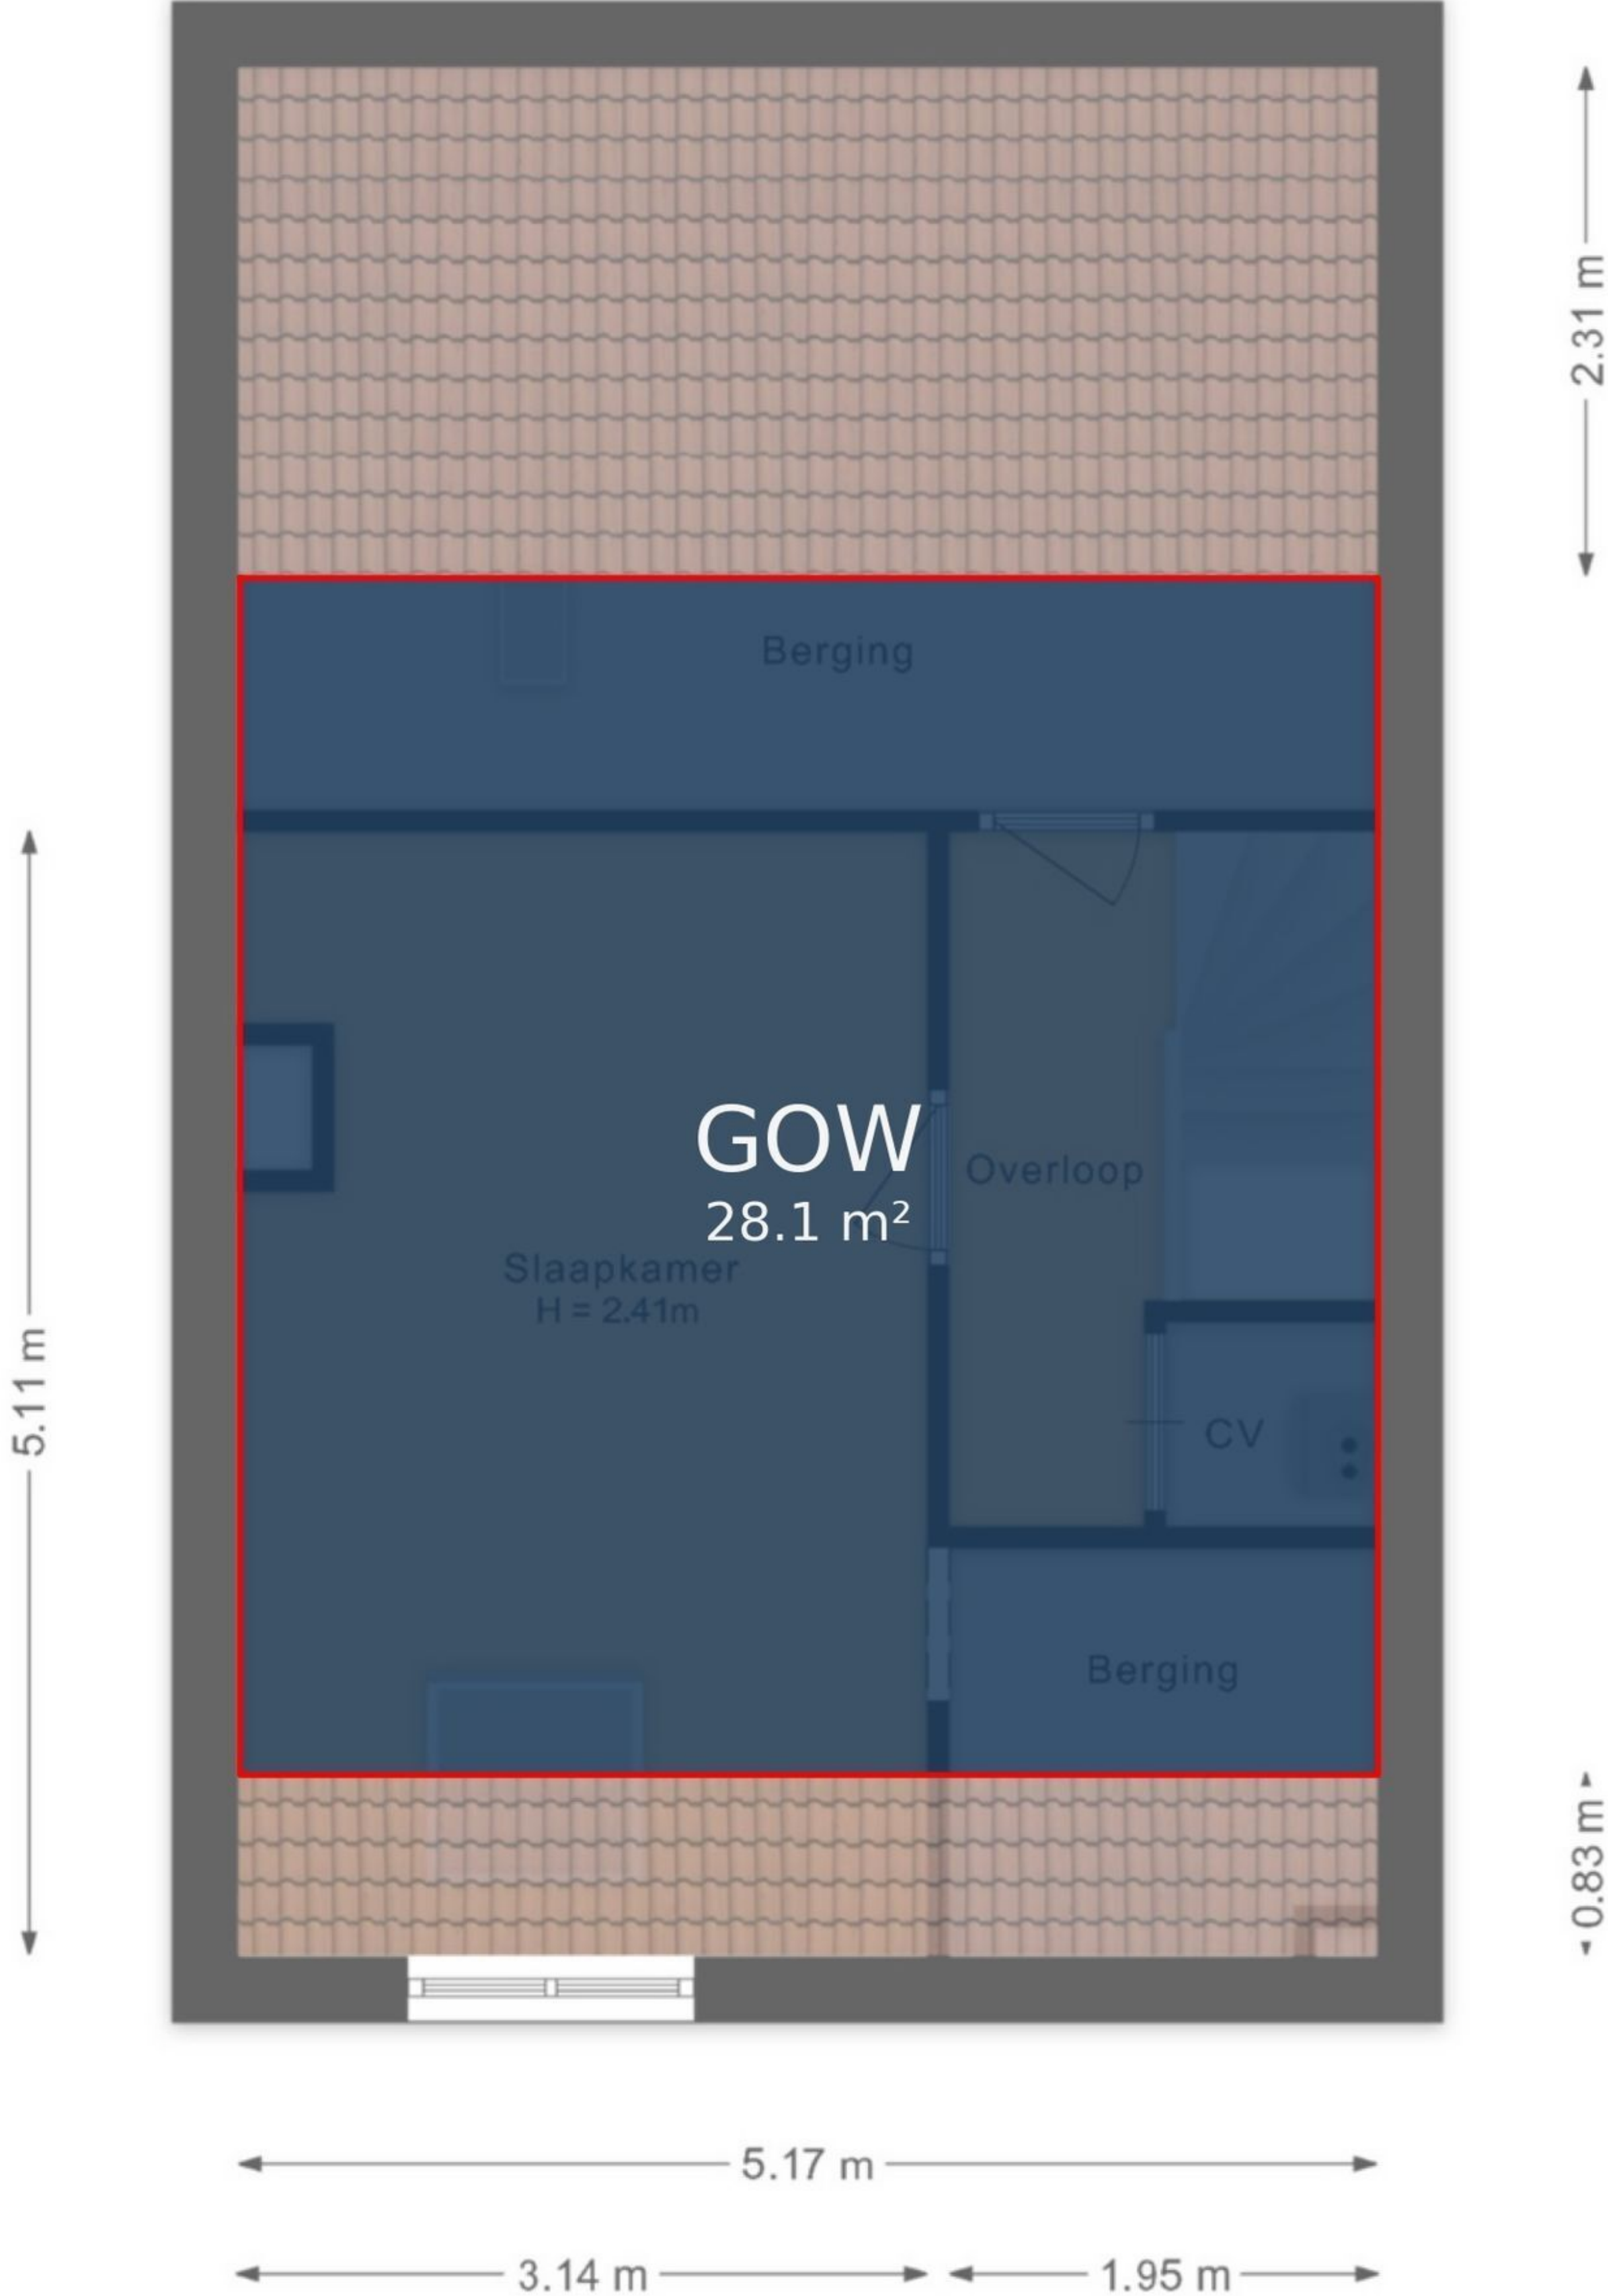 2.31 m
Berging
GOW
28.1 m²
Overloop
Slaapkamer
H = 2.41m
5.11 m
CV
Berging
0.83 m
5.17 m
3.14 m
1.95 m